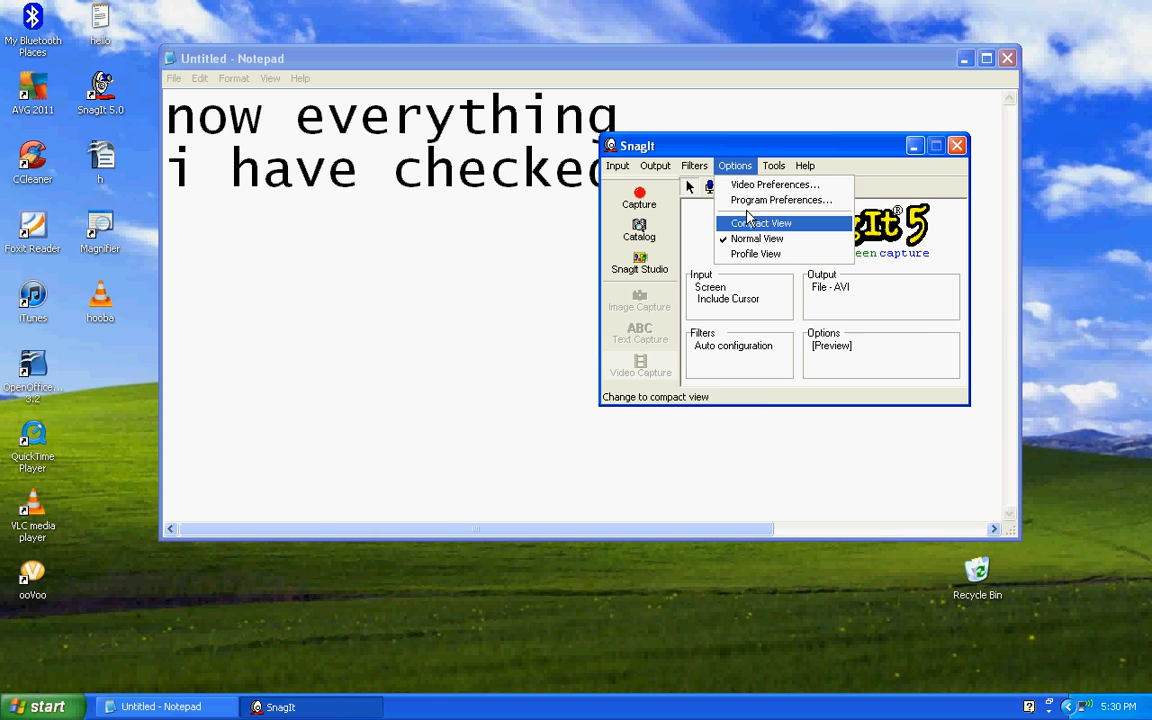 My Bluetooth
Places
hello
AVG 2011
SnagIt 5.0
CCleaner
h
Foxit Reader
Magnifier
iTunes
hooba
OpenOffice....
3.2
QuickTime
Player
VLC media
player
ooVoo
Untitled - Notepad
File Edit Format View Help
now everything
i have checked
SnagIt
Input Output Filters Options Tools Help
Video Preferences...
Program Preferences...
Compact View
Normal View
Profile View
Capture
Catalog
SnagIt Studio
Image Capture
ABC
Text Capture
Video Capture
agIt 5 ®
een capture
Input
Screen
Include Cursor
Output
File - AVI
Filters
Auto configuration
Options
[Preview]
Change to compact view
Recycle Bin
start
Untitled - Notepad
SnagIt
5:30 PM